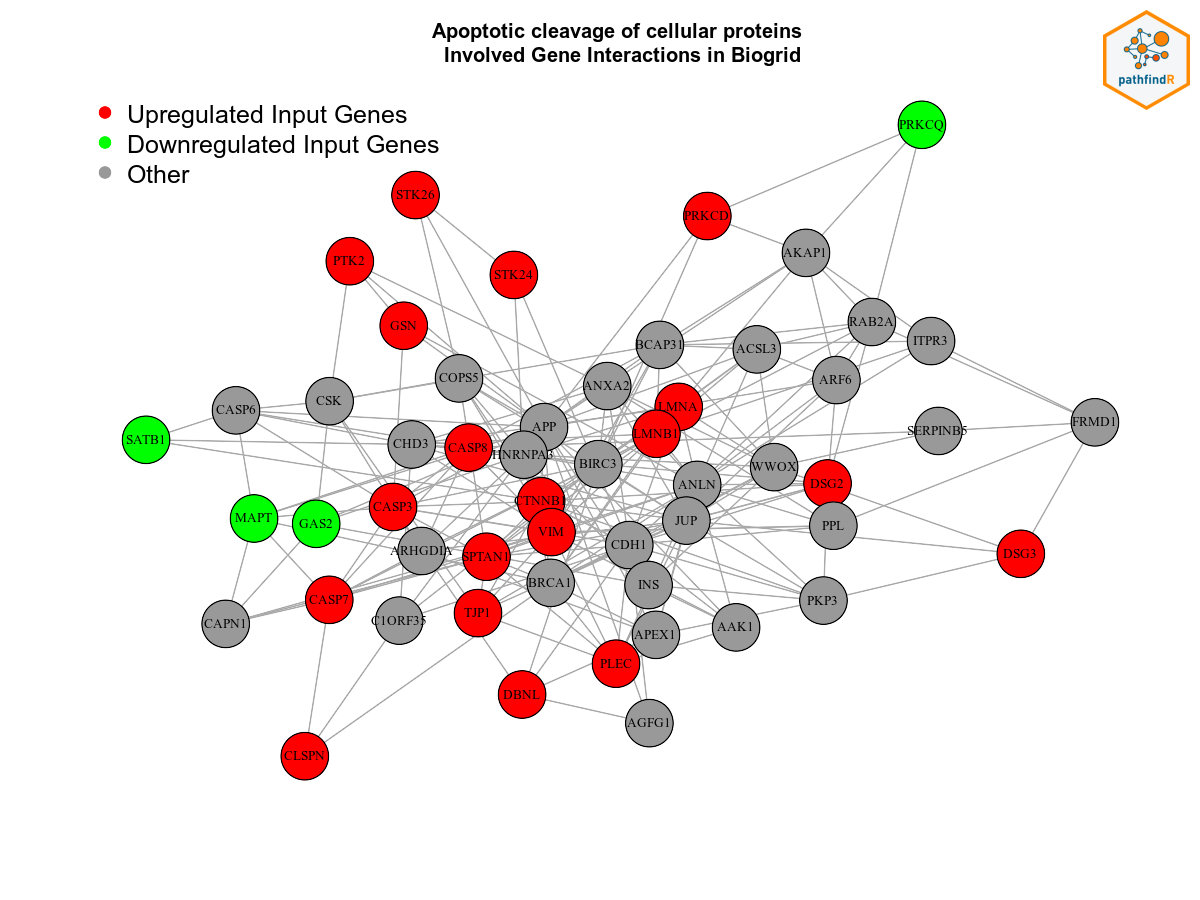 Apoptotic cleavage of cellular proteins
Involved Gene Interactions in Biogrid
pathfindR
Upregulated Input Genes
Downregulated Input Genes
Other
PRKCQ
STK26
PRKCD
AKAP1
PTK2
STK24
GSN
RAB2A
ITPR3
BCAP31
ACSL3
COPS5
ANXA2
ARF6
CSK
CASP6
LMNA
FRMD1
APP
LMNB1
SERPINB5
SATB1
CHD3
CASP8
HNRNPA3
BIRC3
WWOX
ANLN
DSG2
CTNNB1
CASP3
MAPT
GAS2
JUP
PPL
VIM
CDH1
ARHGDIA
SPTAN1
DSG3
BRCA1
INS
CASP7
PKP3
TJP1
C1ORF35
CAPN1
AAK1
APEX1
PLEC
DBNL
AGFG1
CLSPN